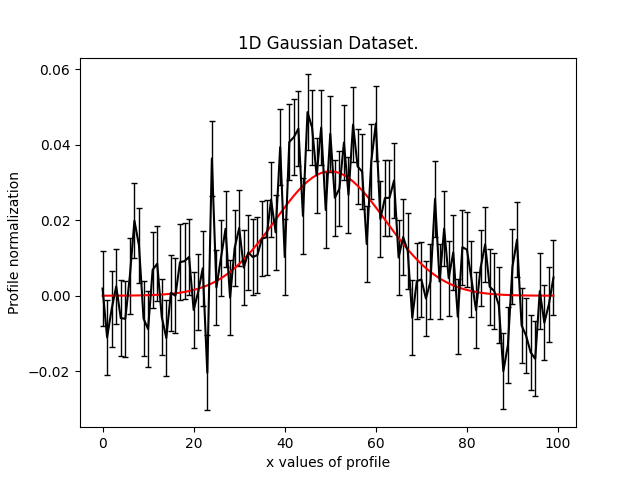 1D Gaussian Dataset.
0.06
0.04
0.02
0.00
−0.02
Profile normalization
0 20 40 60 80 100
x values of profile